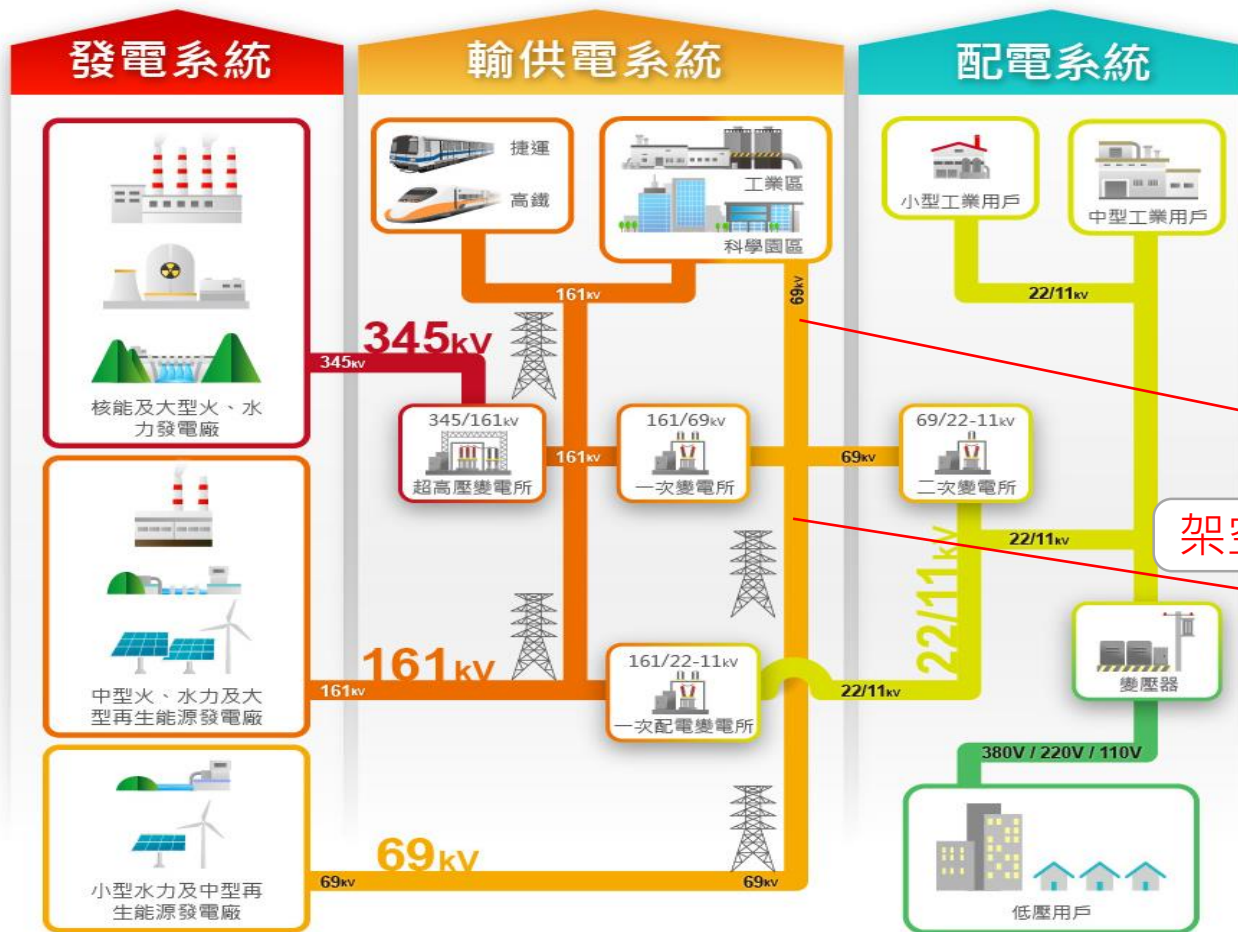 發電系統
輸供電系統
配電系統
核能及大型火、水
力發電廠
345kV
345kV
中型火、水力及大
型再生能源發電廠
161kV
161kV
小型水力及中型再
生能源發電廠
69kV
69kV
捷運
高鐵
工業區
科學園區
161kV
69kV
345/161kV
超高壓變電所
161kV
161/69kV
一次變電所
69kV
161/22-11kV
一次配電變電所
69kV
小型工業用戶
中型工業用戶
22/11kV
69/22-11kV
二次變電所
22/11kV
22/11kV
22/11kV
架
變壓器
380V / 220V / 110V
低壓用戶